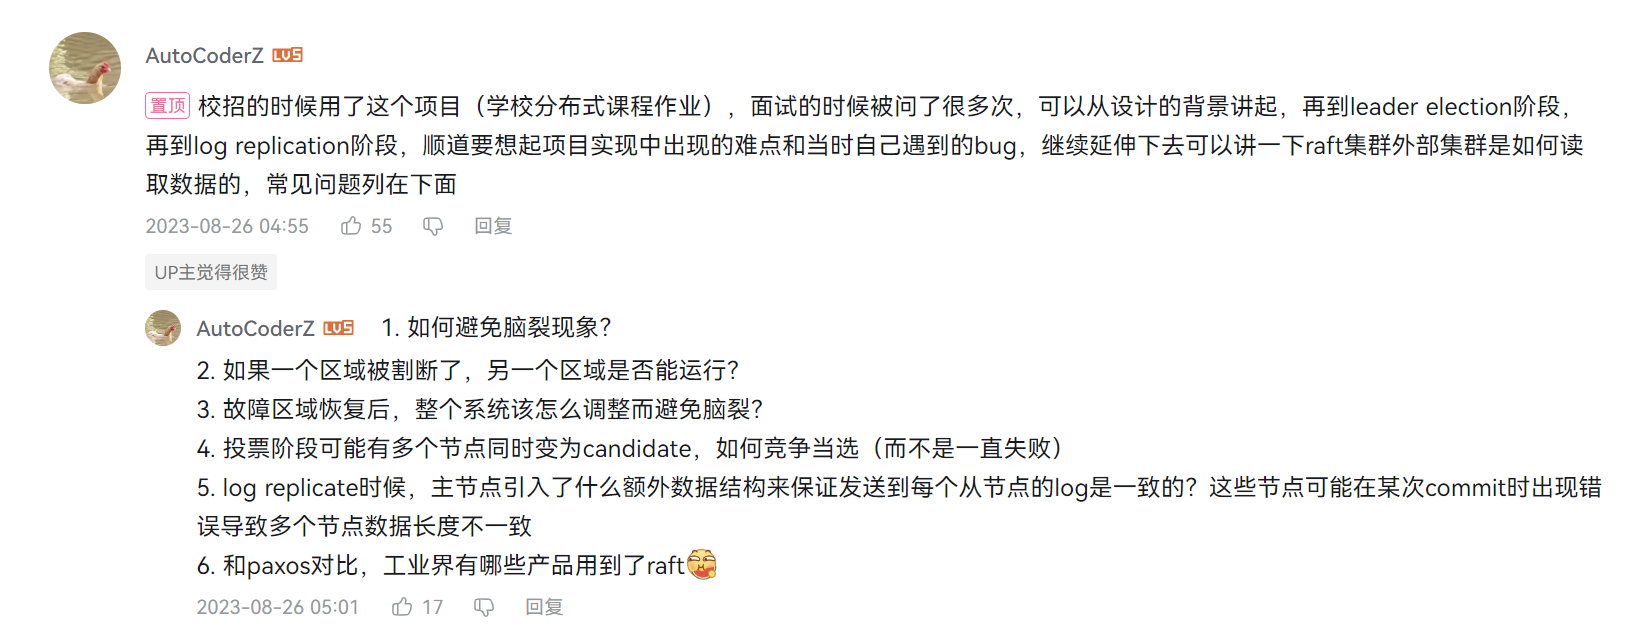 AutoCoderZ LV5
置顶 校招的时候用了这个项目（学校分布式课程作业），面试的时候被问了很多次，可以从设计的背景讲起，再到leader election阶段，
再到log replication阶段，顺道要想起项目实现中出现的难点和当时自己遇到的bug，继续延伸下去可以讲一下raft集群外部集群是如何读
取数据的，常见问题列在下面
2023-08-26 04:55 55 回复
UP主觉得很赞
AutoCoderZ LV5 1. 如何避免脑裂现象？
2. 如果一个区域被割断了，另一个区域是否能运行？
3. 故障区域恢复后，整个系统该怎么调整而避免脑裂？
4. 投票阶段可能有多个节点同时变为candidate，如何竞争当选（而不是一直失败）
5. log replicate时候，主节点引入了什么额外数据结构来保证发送到每个从节点的log是一致的？这些节点可能在某次commit时出现错
误导致多个节点数据长度不一致
6. 和paxos对比，工业界有哪些产品用到了raft
2023-08-26 05:01 17 回复